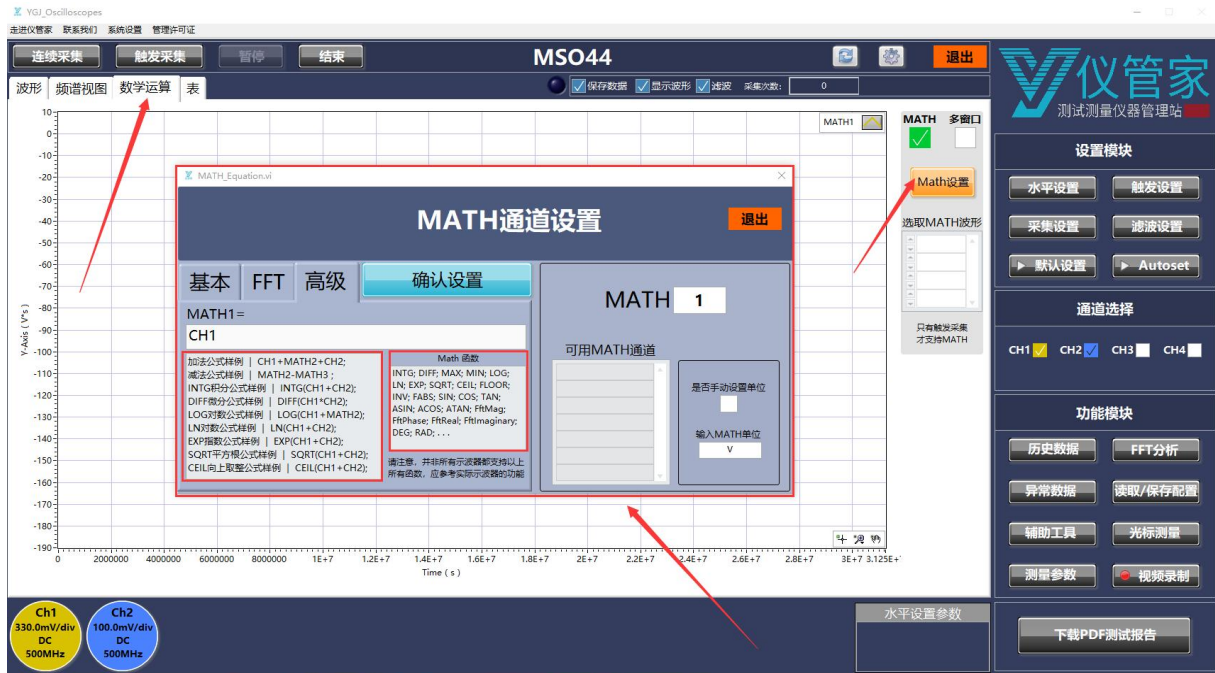 YGJ_Oscilloscopes
走进仪管家 联系我们 系统设置 管理许可证
连续采集 触发采集 暂停 结束 MSO44 退出
波形 频谱视图 数学运算 表
保存数据 显示波形 滤波 采集次数: 0
仪管家
测试测量仪器管理站
MATH1
MATH 多窗口
Math设置
选取MATH波形
只有触发采集
才支持MATH
Y-Axis ( V*s )
10
0
-10
-20
-30
-40
-50
-60
-70
-80
-90
-100
-110
-120
-130
-140
-150
-160
-170
-180
-190
0 2000000 4000000 6000000 8000000 1E+7 1.2E+7 1.4E+7 1.6E+7 1.8E+7 2E+7 2.2E+7 2.4E+7 2.6E+7 2.8E+7 3E+7 3.125E+
Time ( s )
MATH_Equation.vi
MATH通道设置 退出
基本 FFT 高级 确认设置
MATH1=
CH1
加法公式样例 | CH1+MATH2+CH2;
减法公式样例 | MATH2-MATH3 ;
INTG积分公式样例 | INTG(CH1+CH2);
DIFF微分公式样例 | DIFF(CH1*CH2);
LOG对数公式样例 | LOG(CH1+MATH2);
LN对数公式样例 | LN(CH1+CH2);
EXP指数公式样例 | EXP(CH1+CH2);
SQRT平方根公式样例 | SQRT(CH1+CH2);
CEIL向上取整公式样例 | CEIL(CH1+CH2);
Math 函数
INTG; DIFF; MAX; MIN; LOG;
LN; EXP; SQRT; CEIL; FLOOR;
INV; FABS; SIN; COS; TAN;
ASIN; ACOS; ATAN; FftMag;
FftPhase; FftReal; FftImaginary;
DEG; RAD; . . .
请注意，并非所有示波器都支持以上
所有函数，应参考实际示波器的功能
MATH 1
可用MATH通道
是否手动设置单位
输入MATH单位
V
设置模块
水平设置 触发设置
采集设置 滤波设置
默认设置 Autoset
通道选择
CH1 CH2 CH3 CH4
功能模块
历史数据 FFT分析
异常数据 读取/保存配置
辅助工具 光标测量
测量参数 视频录制
下载PDF测试报告
Ch1
330.0mV/div
DC
500MHz
Ch2
100.0mV/div
DC
500MHz
水平设置参数